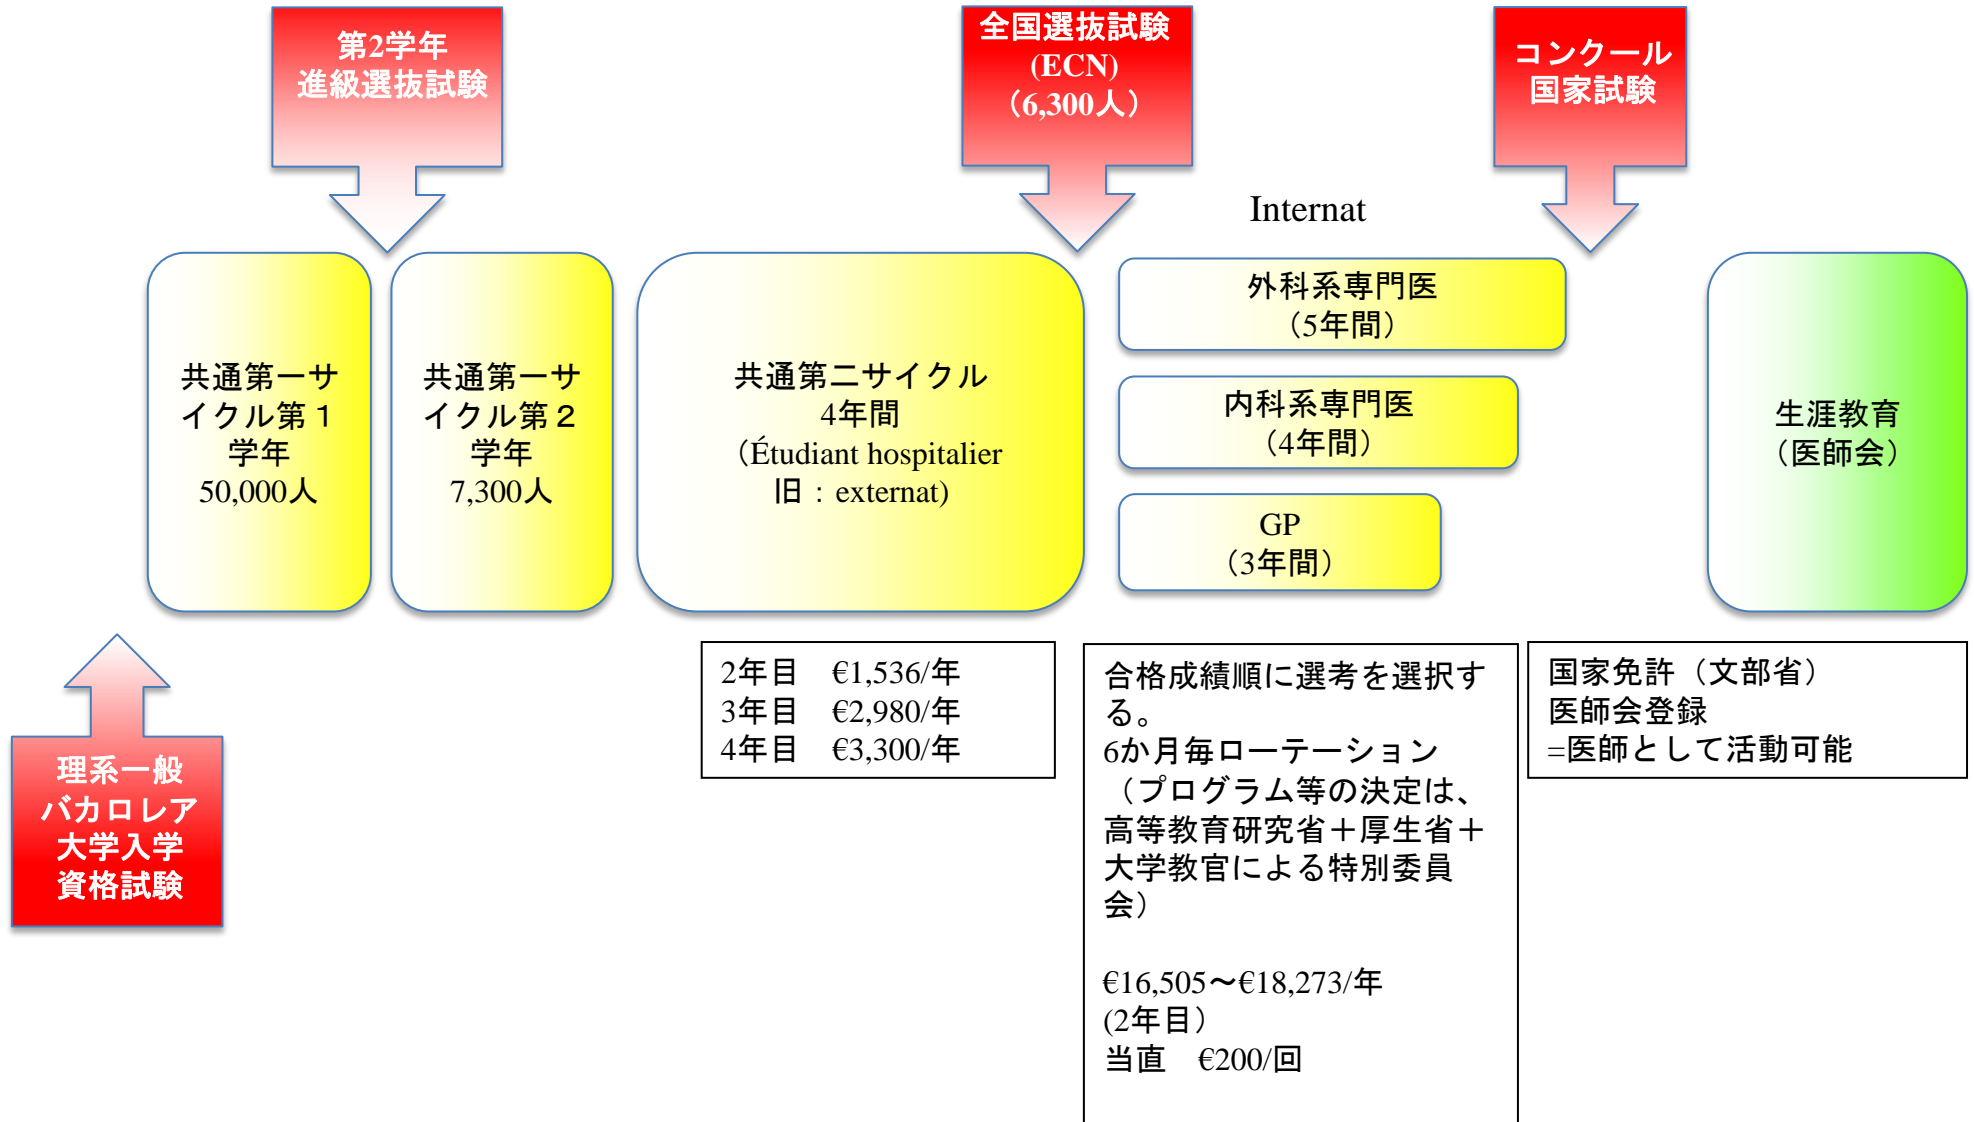 第2学年
進級選抜試験
全国選抜試験
(ECN)
（6,300人）
コンクール
国家試験
Internat
共通第一サ
イクル第１
学年
50,000人
共通第一サ
イクル第２
学年
7,300人
共通第二サイクル
4年間
（Étudiant hospitalier
旧：externat)
外科系専門医
（5年間）
内科系専門医
（4年間）
GP
（3年間）
生涯教育
（医師会）
理系一般
バカロレア
大学入学
資格試験
2年目　€1,536/年
3年目　€2,980/年
4年目　€3,300/年
合格成績順に選考を選択す
る。
6か月毎ローテーション
（プログラム等の決定は、
高等教育研究省＋厚生省＋
大学教官による特別委員
会）
€16,505～€18,273/年
(2年目）
当直　€200/回
国家免許（文部省）
医師会登録
=医師として活動可能